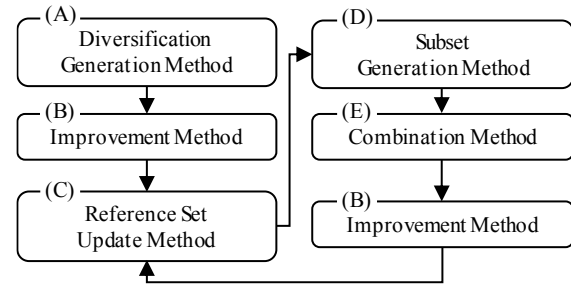 (A)
Diversification
Generation Method
(B)
Improvement Method
(C)
Reference Set
Update Method
(D)
Subset
Generation Method
(E)
Combination Method
(B)
Improvement Method